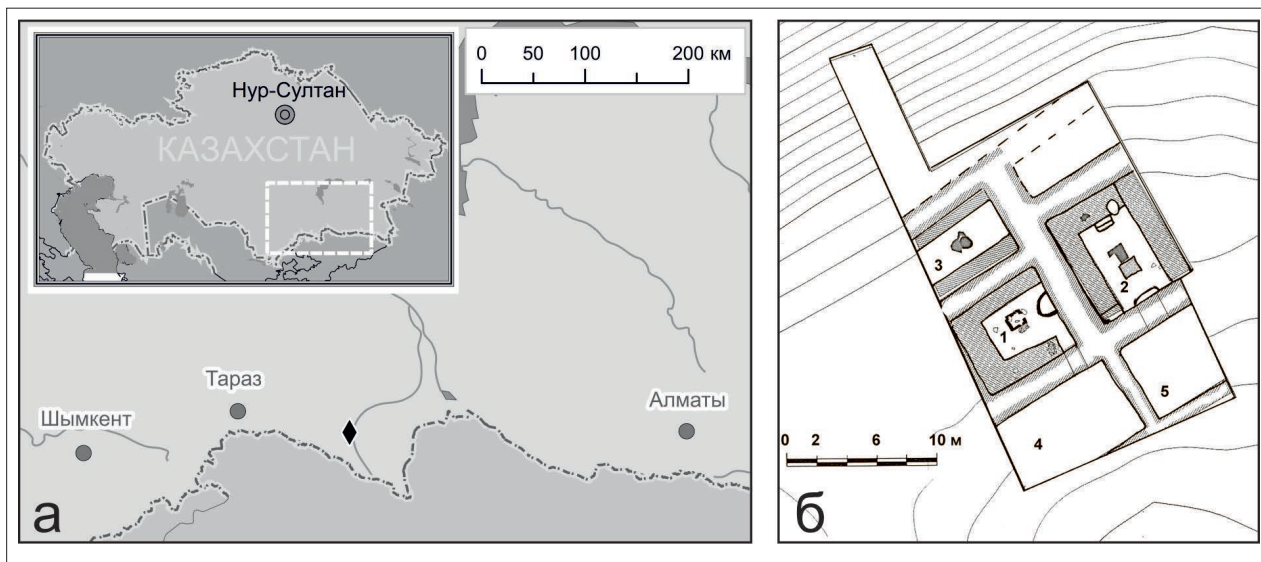 Нур-Султан
КАЗАХСТАН
0 50 100 200 км
Тараз
Шымкент
Алматы
а
3
2
1
5
4
0 2 6 10 м
б